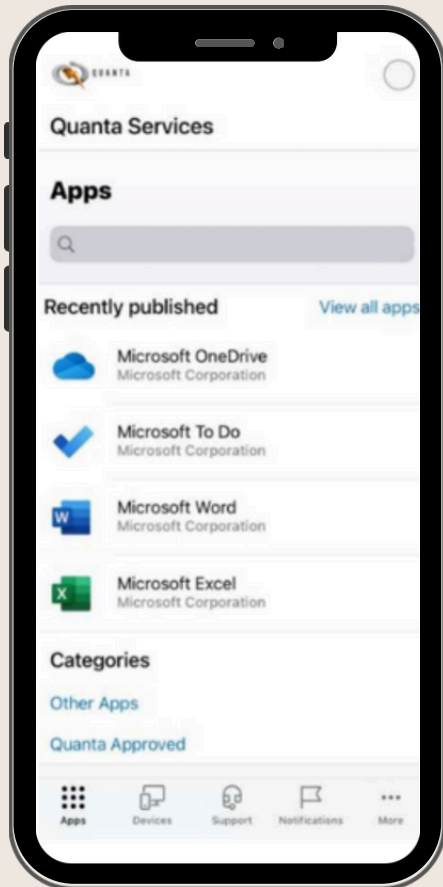 QUANTA
Quanta Services
Apps
Recently published View all apps
Microsoft OneDrive
Microsoft Corporation
Microsoft To Do
Microsoft Corporation
W
Microsoft Word
Microsoft Corporation
X
Microsoft Excel
Microsoft Corporation
Categories
Other Apps
Quanta Approved
Apps Devices Support Notifications More